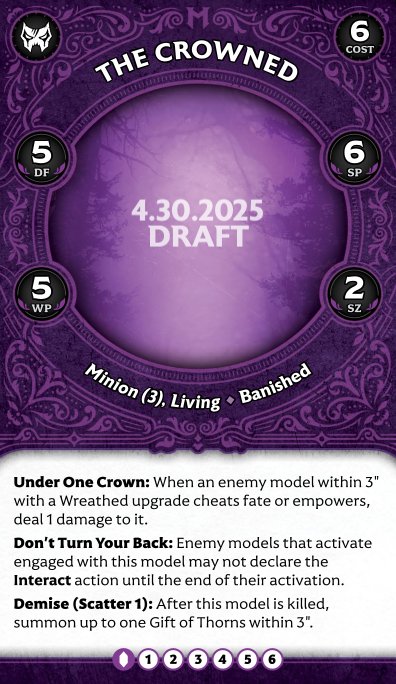 THE CROWNED
6
COST
5
DF
6
SP
4.30.2025
DRAFT
5
WP
2
SZ
Minion (3), Living ◆ Banished
Under One Crown: When an enemy model within 3"
with a Wreathed upgrade cheats fate or empowers,
deal 1 damage to it.
Don't Turn Your Back: Enemy models that activate
engaged with this model may not declare the
Interact action until the end of their activation.
Demise (Scatter 1): After this model is killed,
summon up to one Gift of Thorns within 3".
1 2 3 4 5 6